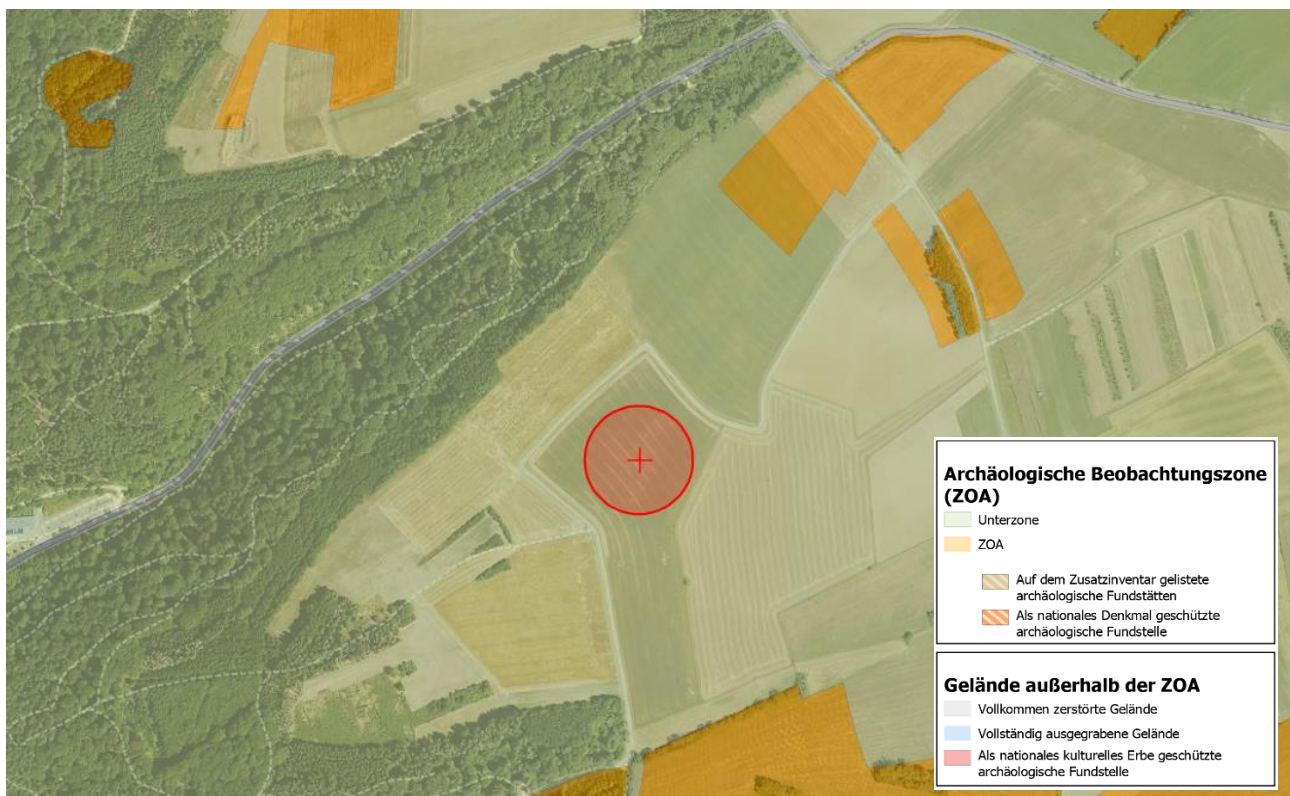 Archäologische Beobachtungszone
(ZOA)
Unterzone
ZOA
Auf dem Zusatzinventar gelistete
archäologische Fundstätten
Als nationales Denkmal geschützte
archäologische Fundstelle
Gelände außerhalb der ZOA
Vollkommen zerstörte Gelände
Vollständig ausgegrabene Gelände
Als nationales kulturelles Erbe geschützte
archäologische Fundstelle